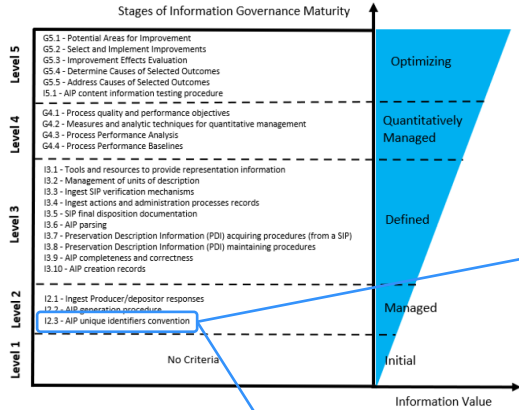 Stages of Information Governance Maturity
Level 5
G5.1 - Potential Areas for Improvement
G5.2 - Select and Implement Improvements
G5.3 - Improvement Effects Evaluation
G5.4 - Determine Causes of Selected Outcomes
G5.5 - Address Causes of Selected Outcomes
I5.1 - AIP content information testing procedure
Optimizing
Level 4
G4.1 - Process quality and performance objectives
G4.2 - Measures and analytic techniques for quantitative management
G4.3 - Process Performance Analysis
G4.4 - Process Performance Baselines
Quantitatively
Managed
Level 3
I3.1 - Tools and resources to provide representation information
I3.2 - Management of units of description
I3.3 - Ingest SIP verification mechanisms
I3.4 - Ingest actions and administration processes records
I3.5 - SIP final disposition documentation
I3.6 - AIP parsing
I3.7 - Preservation Description Information (PDI) acquiring procedures (from a SIP)
I3.8 - Preservation Description Information (PDI) maintaining procedures
I3.9 - AIP completeness and correctness
I3.10 - AIP creation records
Defined
Level 2
I2.1 - Ingest Producer/depositor responses
I2.2 - AIP generation procedure
I2.3 - AIP unique identifiers convention
Managed
Level 1
No Criteria
Initial
Information Value